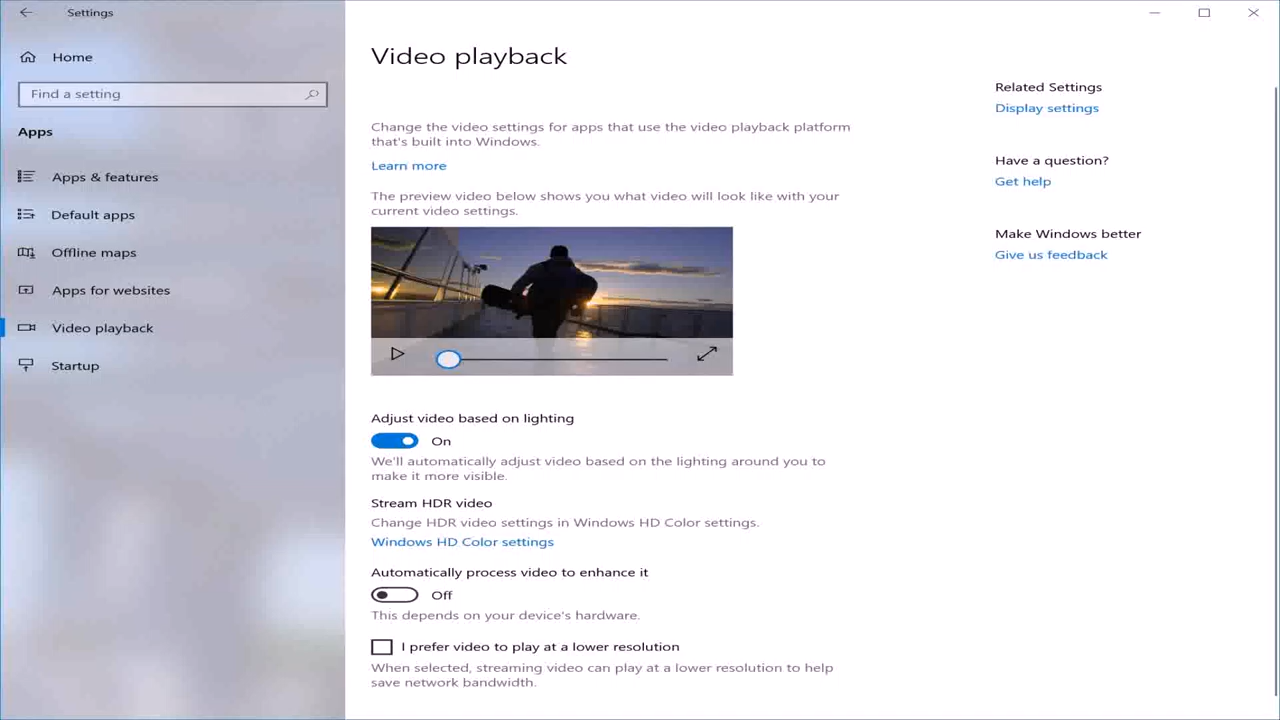 Settings
Home
Find a setting
Apps
Apps & features
Default apps
Offline maps
Apps for websites
Video playback
Startup
Video playback
Change the video settings for apps that use the video playback platform
that's built into Windows.
Learn more
The preview video below shows you what video will look like with your
current video settings.
Adjust video based on lighting
On
We'll automatically adjust video based on the lighting around you to
make it more visible.
Stream HDR video
Change HDR video settings in Windows HD Color settings.
Windows HD Color settings
Automatically process video to enhance it
Off
This depends on your device's hardware.
I prefer video to play at a lower resolution
When selected, streaming video can play at a lower resolution to help
save network bandwidth.
Related Settings
Display settings
Have a question?
Get help
Make Windows better
Give us feedback